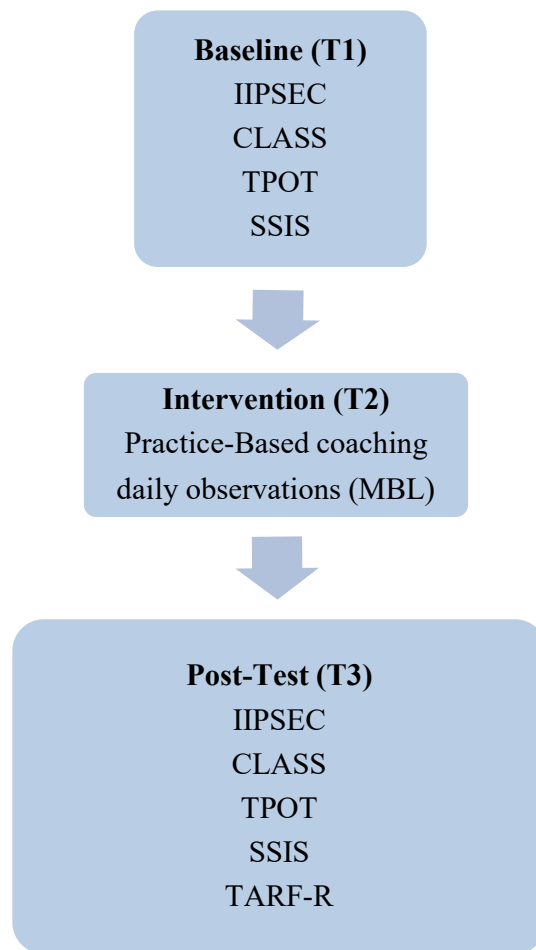 Baseline (T1)
IIPSEC
CLASS
TPOT
SSIS
Intervention (T2)
Practice-Based coaching
daily observations (MBL)
Post-Test (T3)
IIPSEC
CLASS
TPOT
SSIS
TARF-R